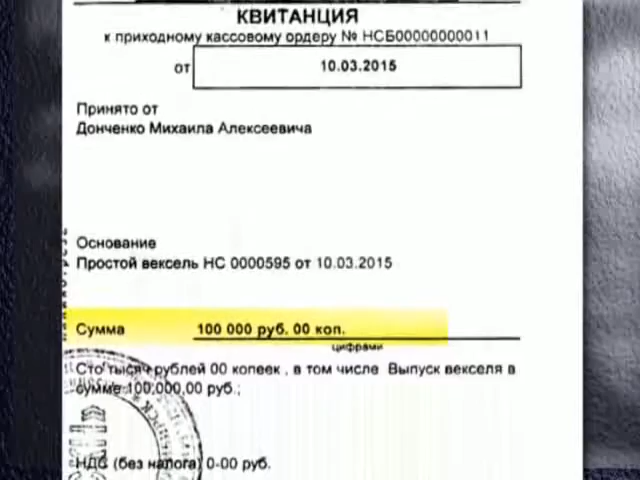 КВИТАНЦИЯ
к приходному кассовому ордеру № НСБ00000000011
от 10.03.2015
Принято от
Донченко Михаила Алексеевича
Основание
Простой вексель НС 0000595 от 10.03.2015
Сумма 100 000 руб. 00 коп.
цифрами
Сто тысяч рублей 00 копеек , в том числе Выпуск векселя в
сумме 100,000,00 руб.;
НДС (без налога) 0-00 руб.